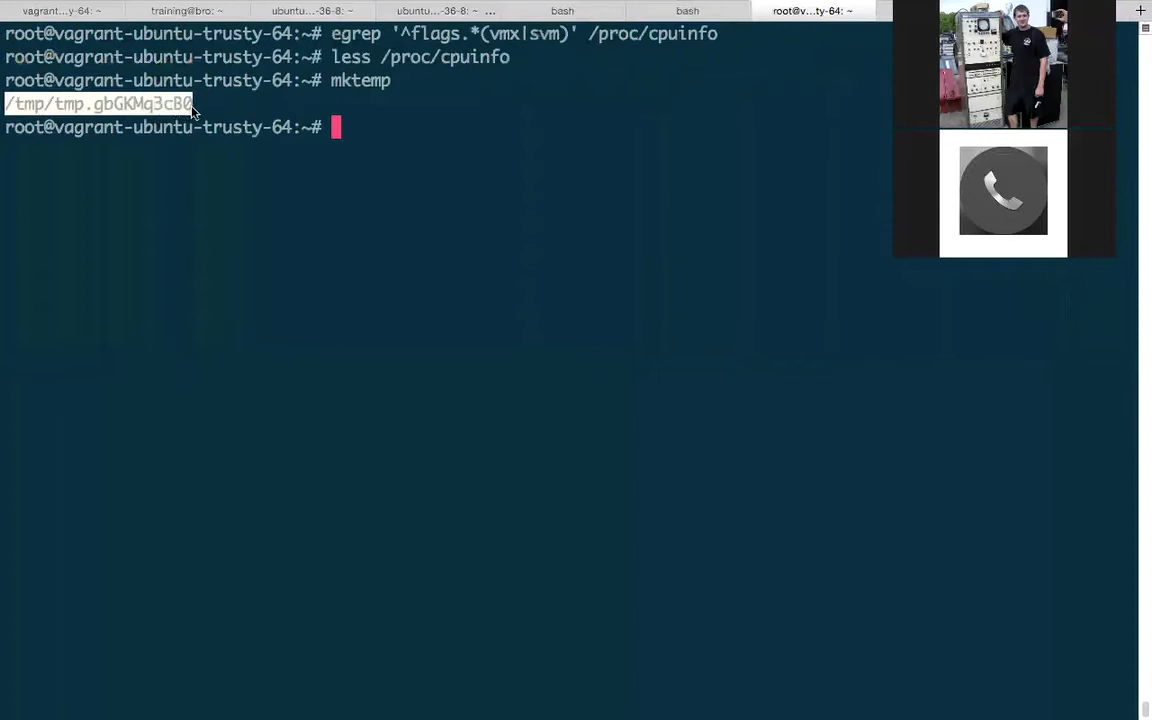 vagrant...y-64: ~ training@bro: ~ ubuntu...-36-8: ~ ubuntu...-36-8: ~ ... bash bash root@v...ty-64: ~
root@vagrant-ubuntu-trusty-64:~# egrep '^flags.*(vmx|svm)' /proc/cpuinfo
root@vagrant-ubuntu-trusty-64:~# less /proc/cpuinfo
root@vagrant-ubuntu-trusty-64:~# mktemp
/tmp/tmp.gbGKMq3cB0
root@vagrant-ubuntu-trusty-64:~#